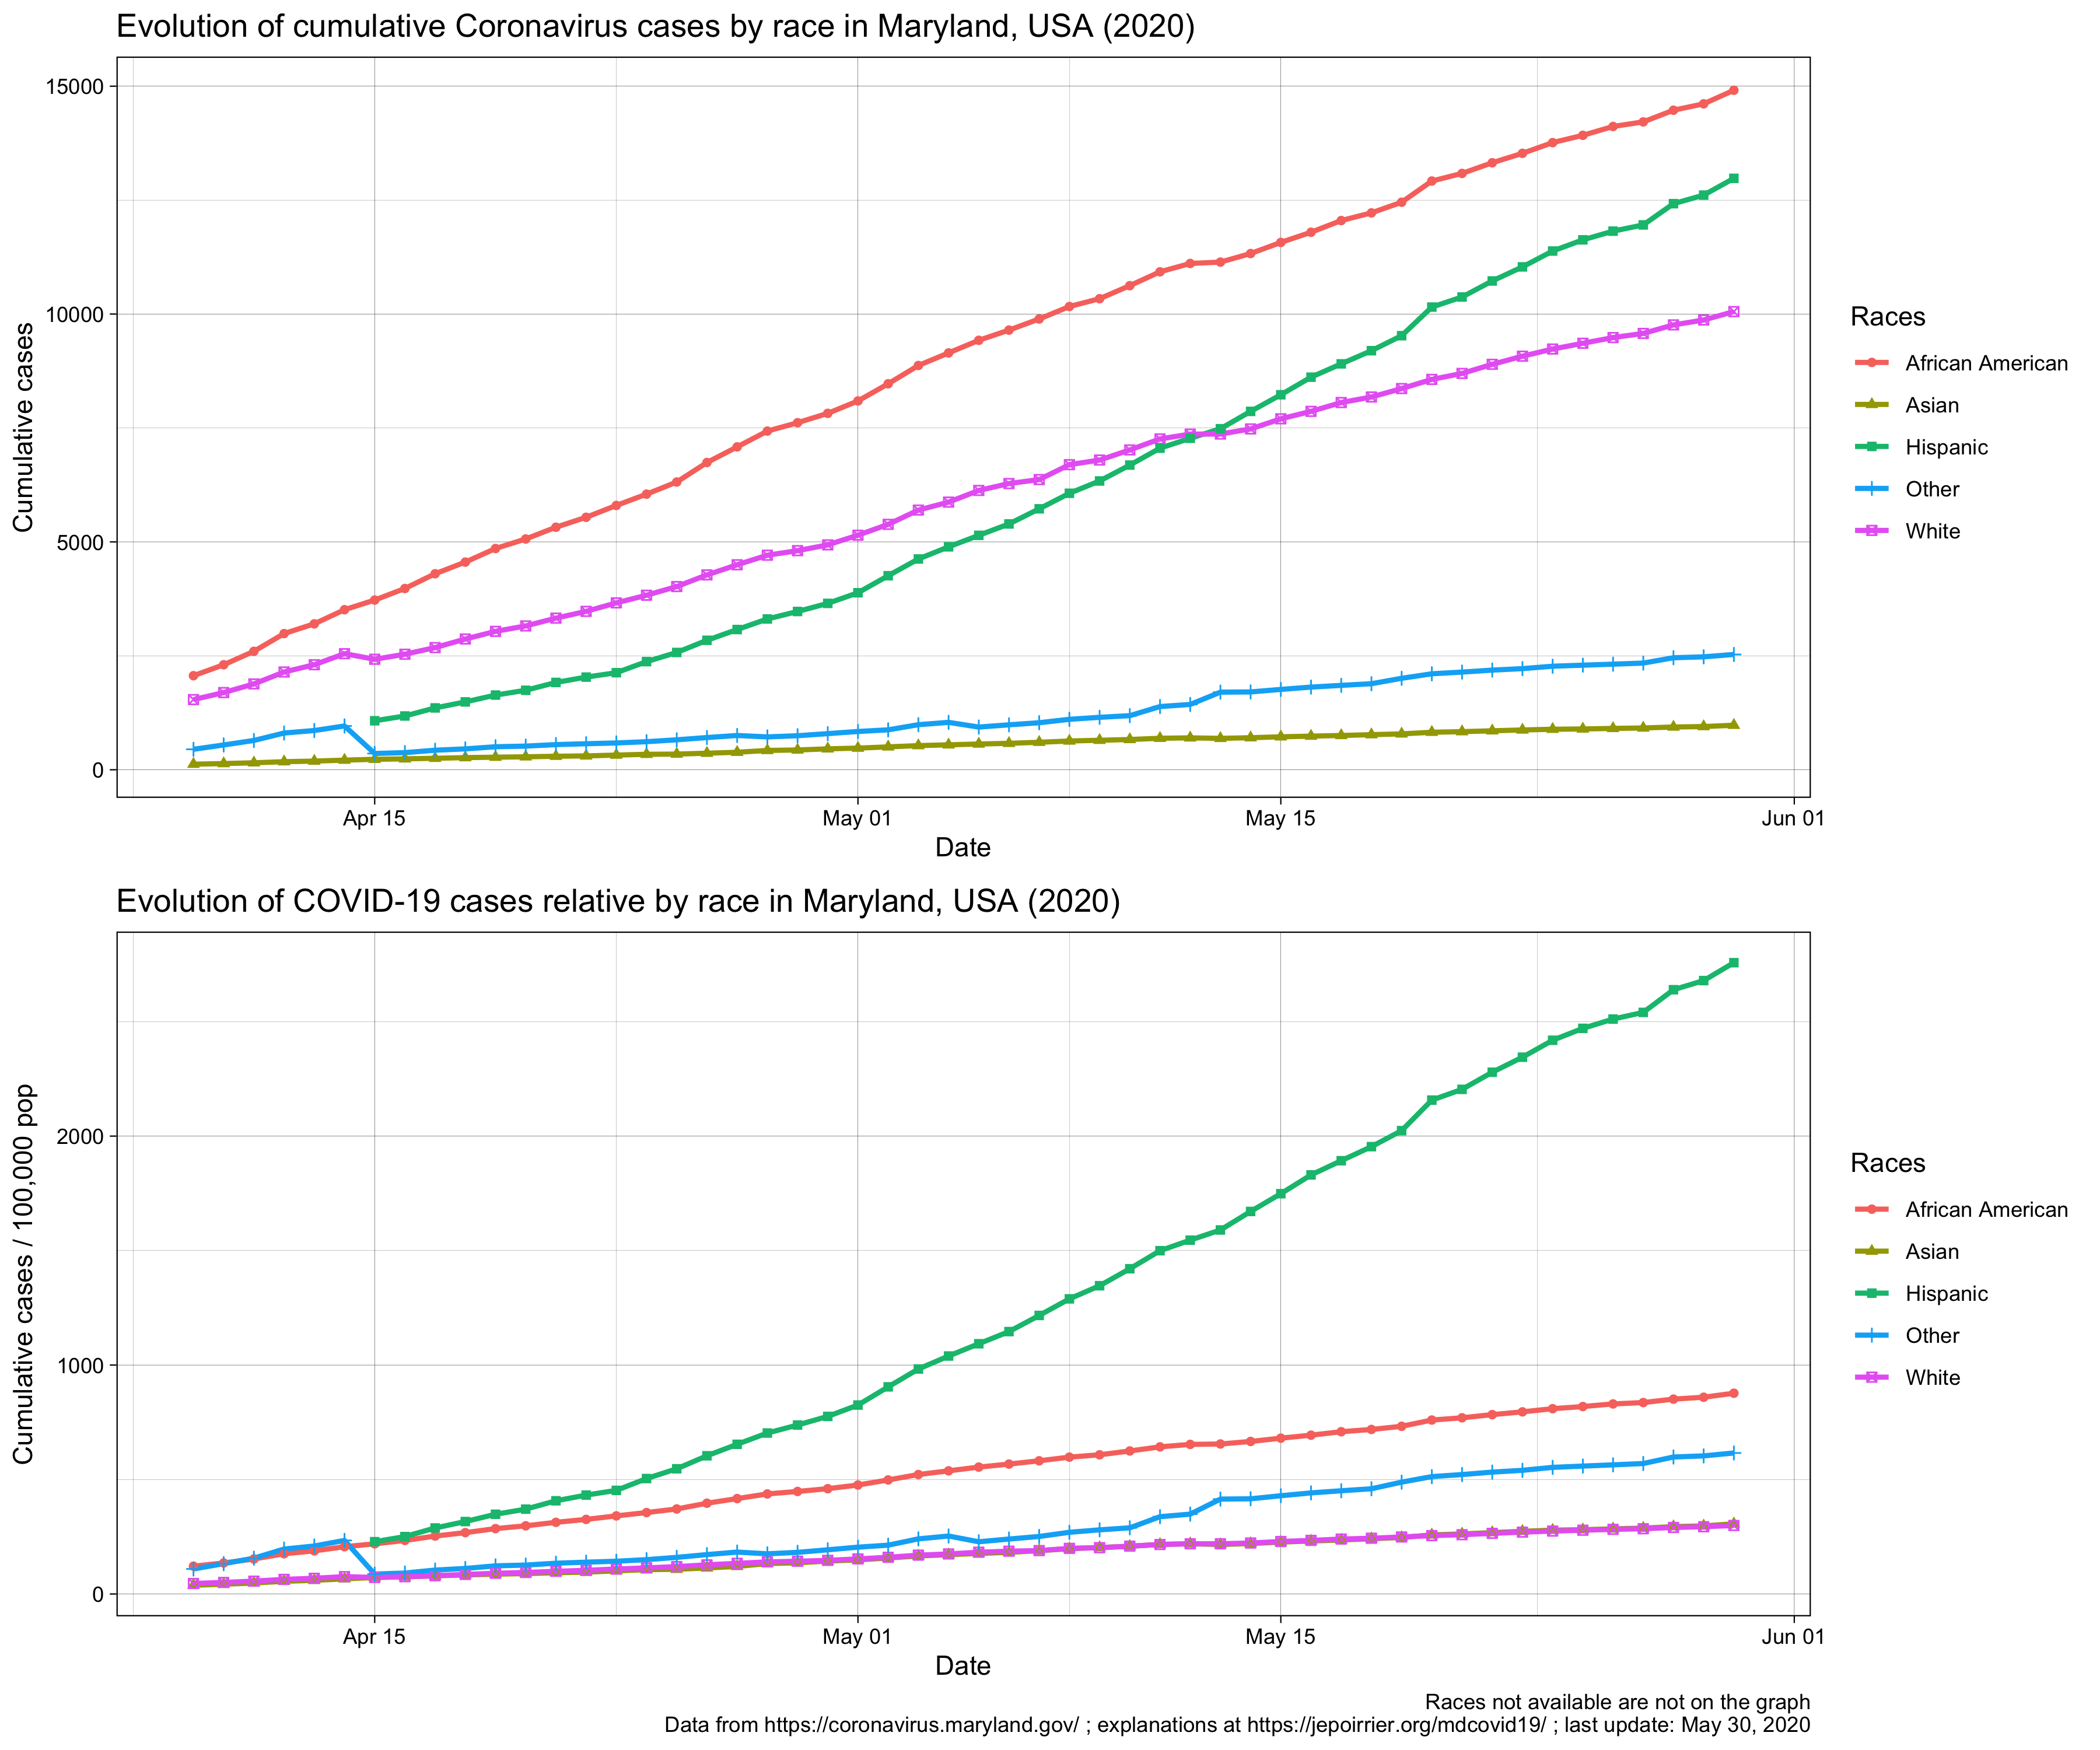 Evolution of cumulative Coronavirus cases by race in Maryland, USA (2020)
15000
10000
5000
0
Cumulative cases
Apr 15
May 01
May 15
Jun 01
Date
Races
African American
Asian
Hispanic
Other
White
Evolution of COVID-19 cases relative by race in Maryland, USA (2020)
2000
1000
0
Cumulative cases / 100,000 pop
Apr 15
May 01
May 15
Jun 01
Date
Races
African American
Asian
Hispanic
Other
White
Races not available are not on the graph
Data from https://coronavirus.maryland.gov/ ; explanations at https://jepoirrier.org/mdcovid19/ ; last update: May 30, 2020